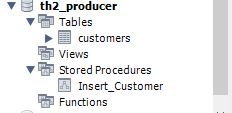 th2_producer
Tables
customers
Views
Stored Procedures
Insert_Customer
Functions